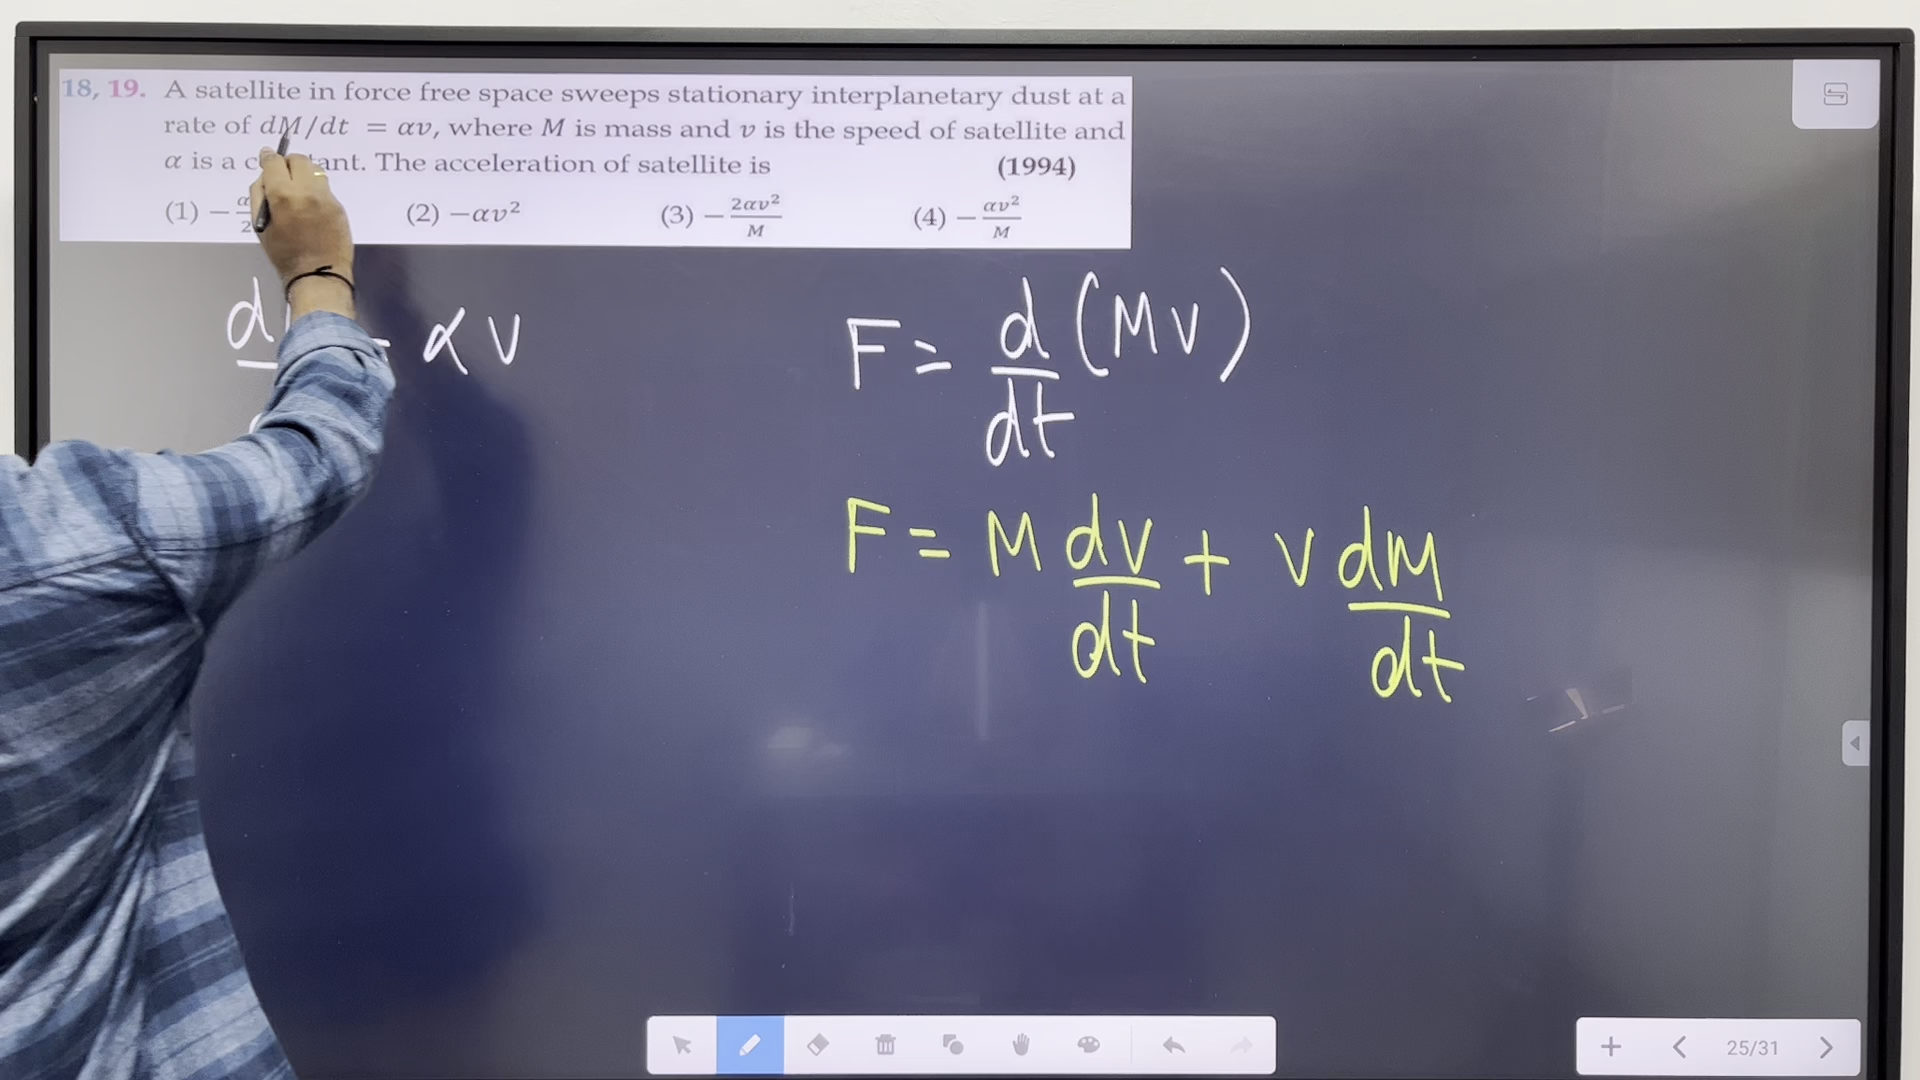 18, 19. A satellite in force free space sweeps stationary interplanetary dust at a
rate of dM/dt = αv, where M is mass and v is the speed of satellite and
α is a The acceleration of satellite is (1994)
(1) − (2) −αv² (3) − 2αv²/M (4) − αv²/M
d = αv
F = d/dt (Mv)
F = M dv/dt + v dM/dt
25/31